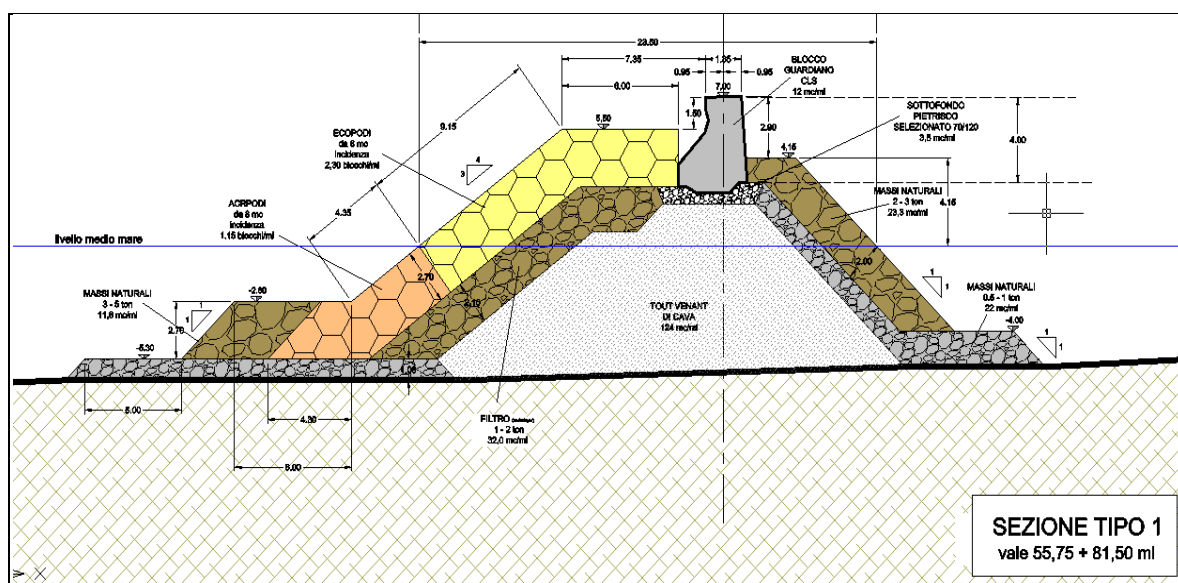 23.50
7.35
1.85
0.95
0.95
BLOCCO
GUARDIANO
CLS
12 mc/ml
6.00
7.00
1.50
5,50
2.90
SOTTOFONDO
PIETRISCO
SELEZIONATO 70/120
3,5 mc/ml
4.00
9.15
ECOPODI
da 6 mc
incidenza
2,30 blocchi/ml
4
3
4,15
MASSI NATURALI
2 - 3 ton
23,3 mc/ml
4.15
ACRPODI
da 8 mc
incidenza
1.15 blocchi/ml
4.35
livello medio mare
2.70
2.00
MASSI NATURALI
3 - 5 ton
11,8 mc/ml
1
1
-2.60
2.70
TOUT VENANT
DI CAVA
124 mc/ml
1
1
MASSI NATURALI
0.5 - 1 ton
22 mc/ml
-4.00
1
1
-5.30
5.00
4.30
6.00
FILTRO
1 - 2 ton
32,0 mc/ml
SEZIONE TIPO 1
vale 55,75 + 81,50 ml
X